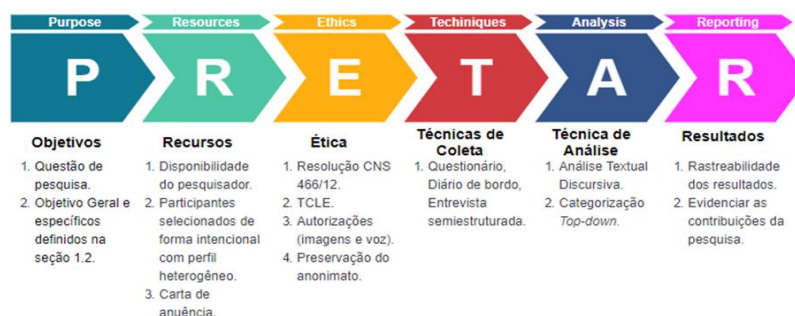 Purpose
Resources
Ethics
Techiniques
Analysis
Reporting
P
R
E
T
A
R
Objetivos
1. Questão de
pesquisa.
2. Objetivo Geral e
específicos
definidos na
seção 1.2.
Recursos
1. Disponibilidade
do pesquisador.
2. Participantes
selecionados de
forma intencional
com perfil
heterogêneo.
3. Carta de
anuência.
Ética
1. Resolução CNS
466/12.
2. TCLE.
3. Autorizações
(imagens e voz).
4. Preservação do
anonimato.
Técnicas de
Coleta
1. Questionário,
Diário de bordo,
Entrevista
semiestruturada.
Técnica de
Análise
1. Análise Textual
Discursiva.
2. Categorização
Top-down.
Resultados
1. Rastreabilidade
dos resultados.
2. Evidenciar as
contribuições da
pesquisa.